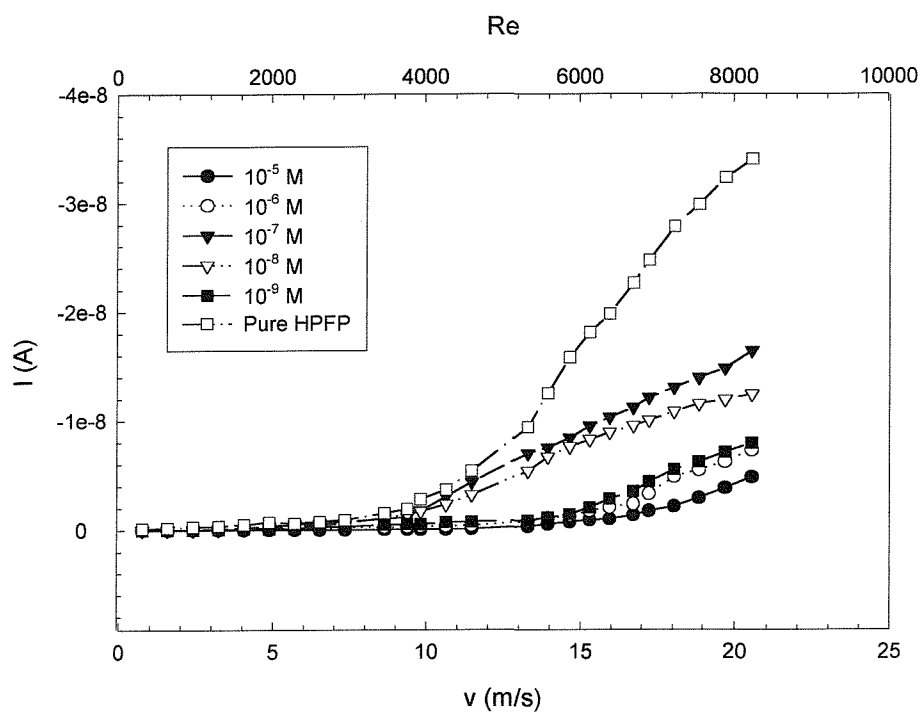 Re
0 2000 4000 6000 8000 10000
-4e-8
-3e-8
-2e-8
-1e-8
0
I (A)
10⁻⁵ M
10⁻⁶ M
10⁻⁷ M
10⁻⁸ M
10⁻⁹ M
Pure HPFP
0 5 10 15 20 25
v (m/s)